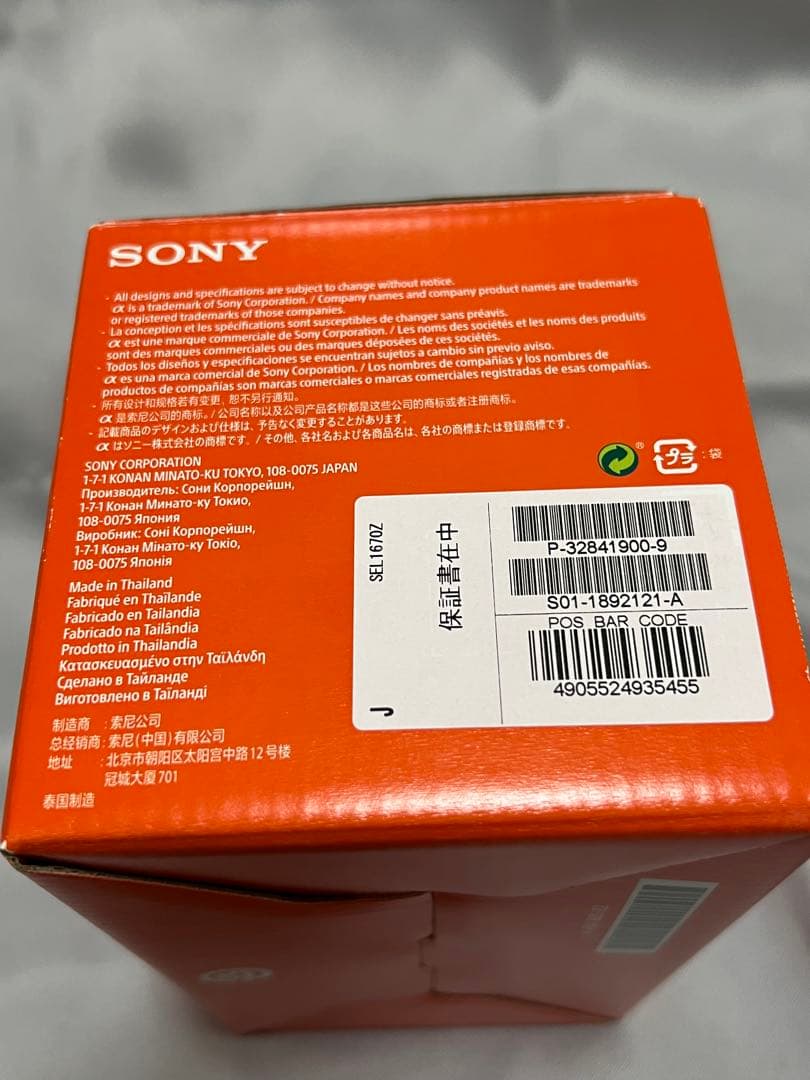 SONY
- All designs and specifications are subject to change without notice.
α is a trademark of Sony Corporation. / Company names and company product names are trademarks
or registered trademarks of those companies.
- La conception et les spécifications sont susceptibles de changer sans préavis.
α est une marque commerciale de Sony Corporation. / Les noms des sociétés et les noms des produits
sont des marques commerciales ou des marques déposées de ces sociétés.
- Todos los diseños y especificaciones se encuentran sujetos a cambio sin previo aviso.
α es una marca comercial de Sony Corporation. / Los nombres de compañías y los nombres de
productos de compañías son marcas comerciales o marcas comerciales registradas de esas compañías.
- 所有设计和规格若有变更，恕不另行通知。
α 是索尼公司的商标。/ 公司名称以及公司产品名称都是这些公司的商标或者注册商标。
- 記載商品のデザインおよび仕様は、予告なく変更することがあります。
α はソニー株式会社の商標です。/ その他、各社名および各商品名は、各社の商標または登録商標です。
® プラ : 袋
SONY CORPORATION
1-7-1 KONAN MINATO-KU TOKYO, 108-0075 JAPAN
Производитель: Сони Корпорейшн,
1-7-1 Конан Минато-ку Токио,
108-0075 Япония
Виробник: Соні Корпорейшн,
1-7-1 Конан Мінато-ку Токіо,
108-0075 Японія
Made in Thailand
Fabriqué en Thaïlande
Fabricado en Tailandia
Fabricado na Tailândia
Prodotto in Thailandia
Κατασκευασμένο στην Ταϊλάνδη
Сделано в Тайланде
Виготовлено в Таїланді
制造商 : 索尼公司
总经销商 : 索尼(中国)有限公司
地址 : 北京市朝阳区太阳宫中路12号楼
冠城大厦701
泰国制造
SEL1670Z
保証書在中
J
P-32841900-9
S01-1892121-A
POS BAR CODE
4905524935455